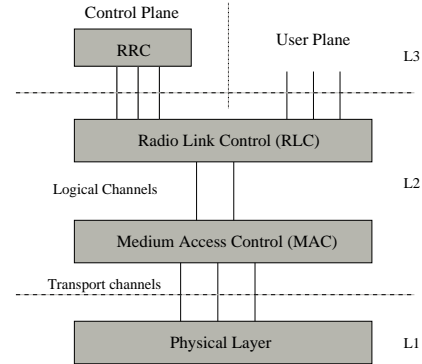 Control Plane
User Plane
RRC
L3
Radio Link Control (RLC)
Logical Channels
L2
Medium Access Control (MAC)
Transport channels
Physical Layer
L1